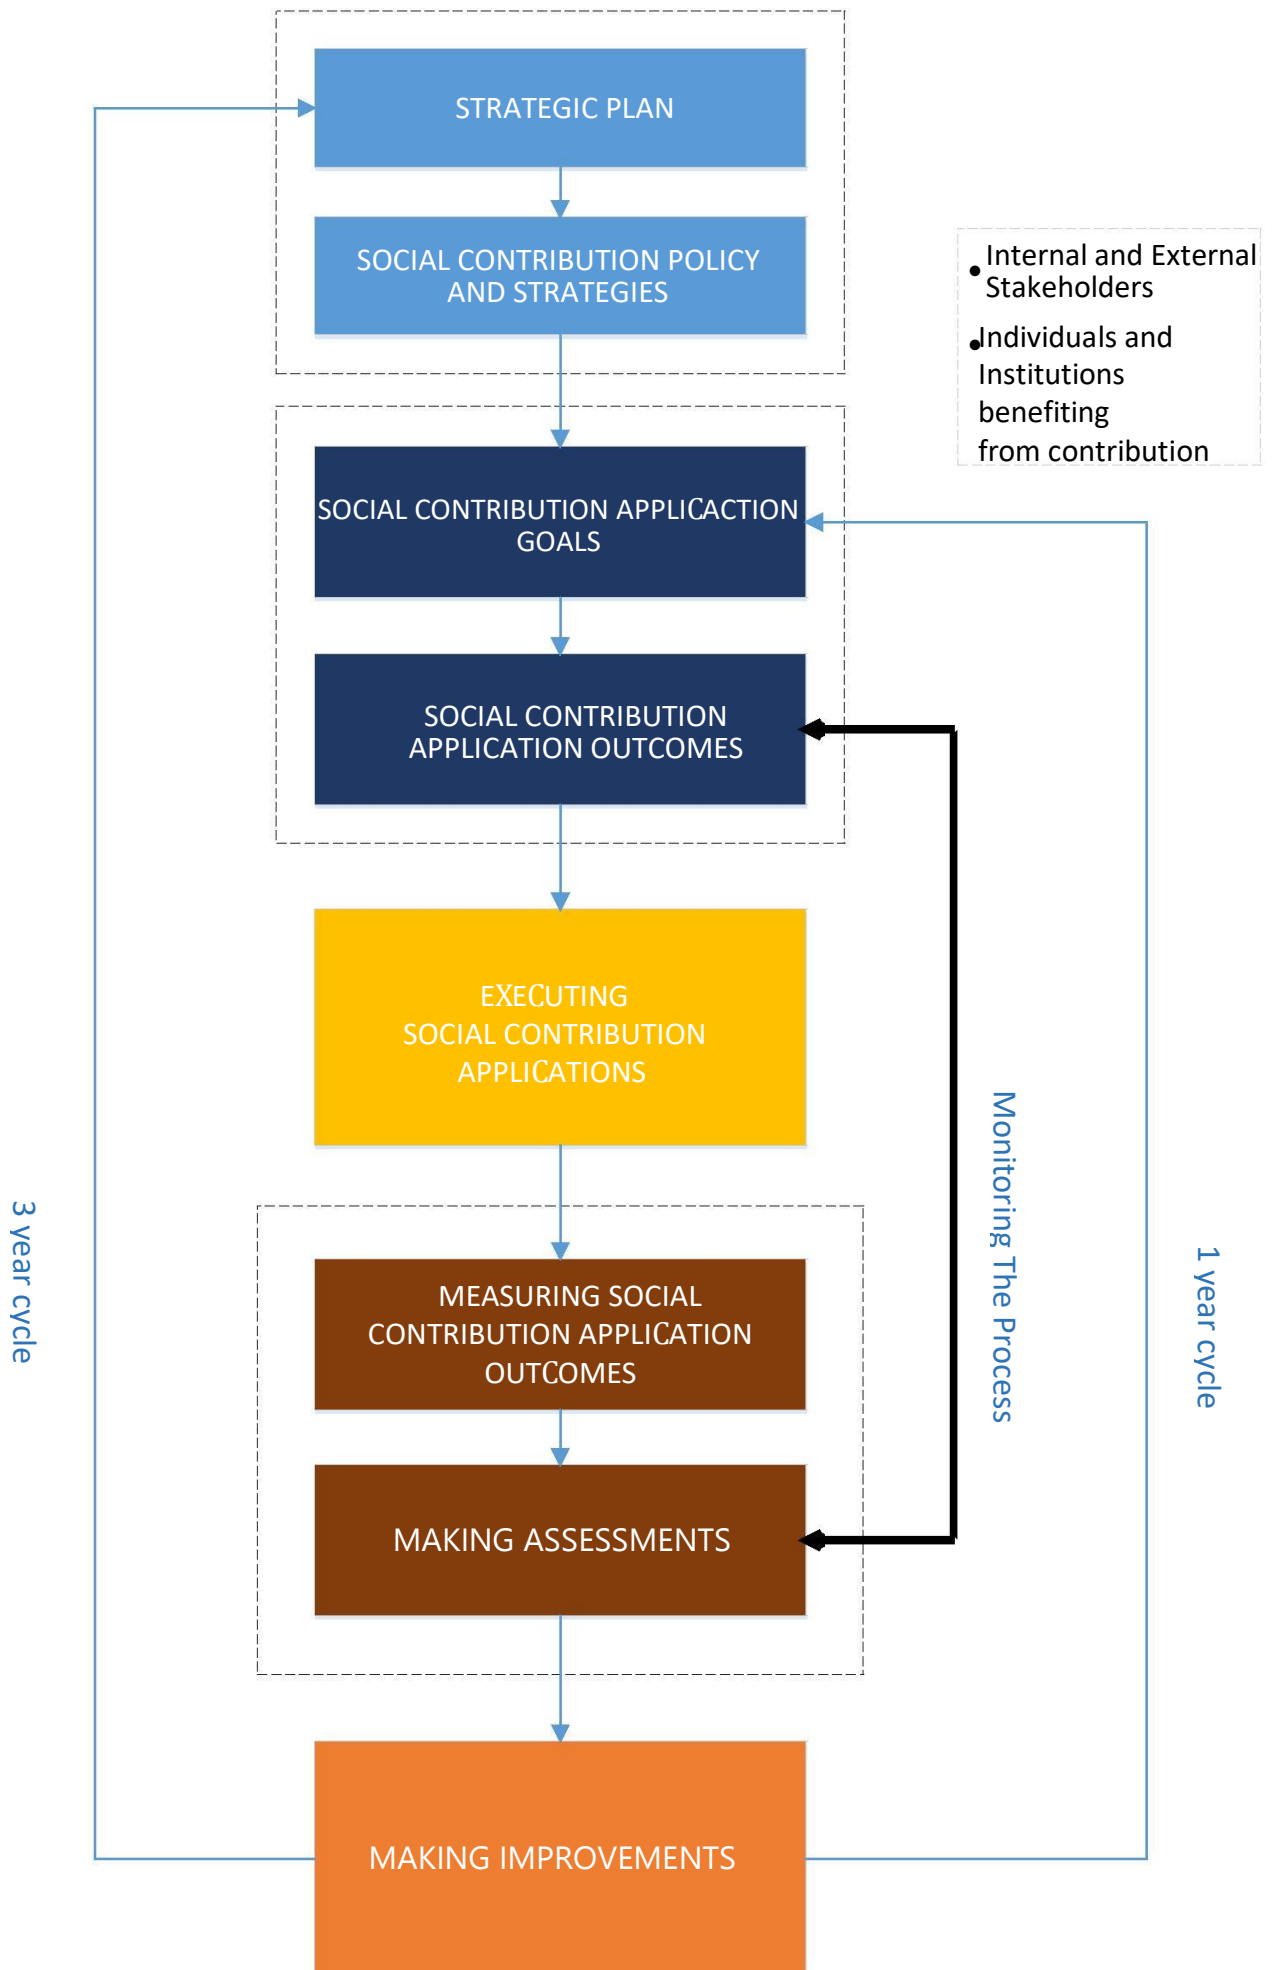 STRATEGIC PLAN
SOCIAL CONTRIBUTION POLICY
AND STRATEGIES
• Internal and External
Stakeholders
• Individuals and
Institutions
benefiting
from contribution
SOCIAL CONTRIBUTION APPLICACTION
GOALS
SOCIAL CONTRIBUTION
APPLICATION OUTCOMES
EXECUTING
SOCIAL CONTRIBUTION
APPLICATIONS
MEASURING SOCIAL
CONTRIBUTION APPLICATION
OUTCOMES
MAKING ASSESSMENTS
MAKING IMPROVEMENTS
3 year cycle
Monitoring The Process
1 year cycle